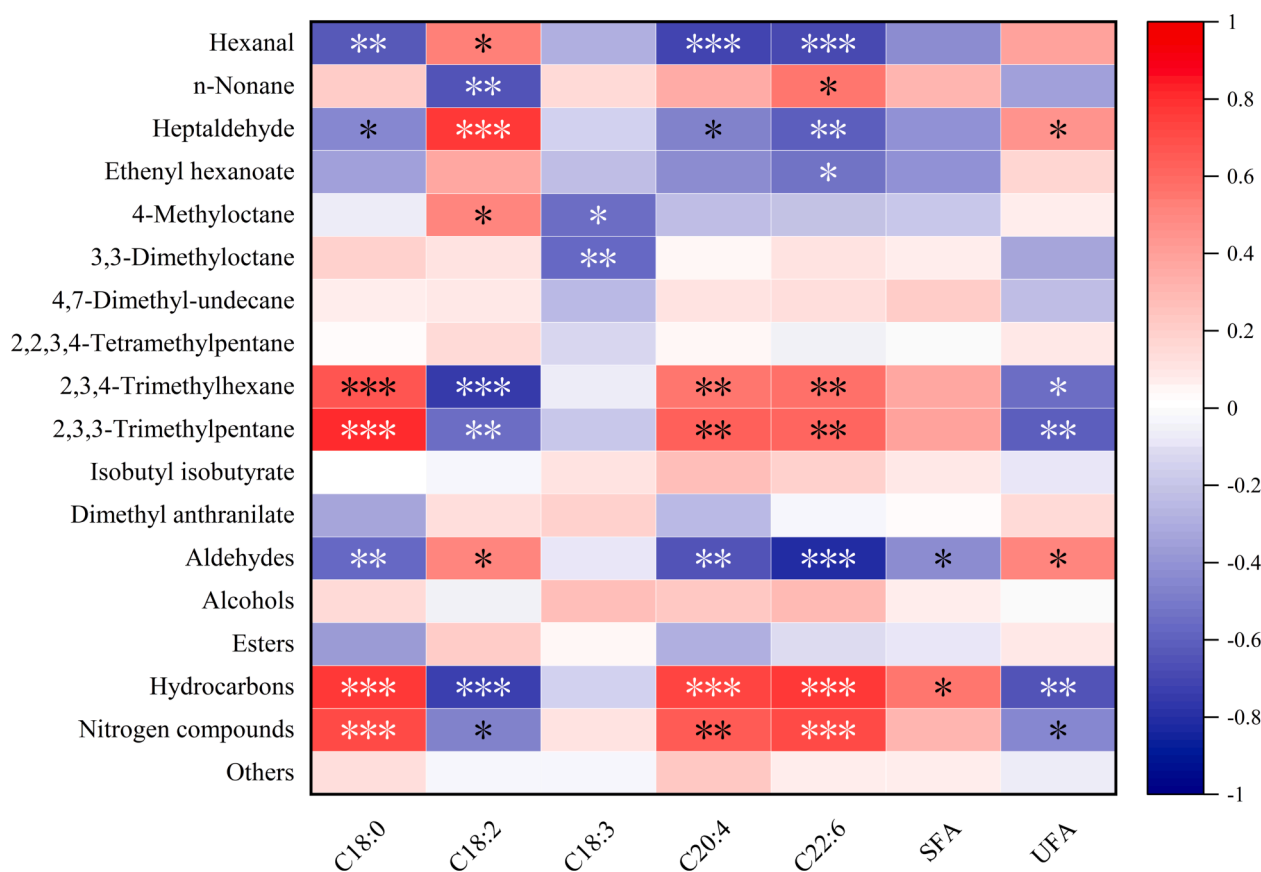 Hexanal ** * *** *** 1
n-Nonane ** * 0.8
Heptaldehyde * *** * ** *
Ethenyl hexanoate * 0.6
4-Methyloctane * *
3,3-Dimethyloctane ** 0.4
4,7-Dimethyl-undecane
2,2,3,4-Tetramethylpentane 0.2
2,3,4-Trimethylhexane *** *** ** ** * 0
2,3,3-Trimethylpentane *** ** ** ** **
Isobutyl isobutyrate -0.2
Dimethyl anthranilate
Aldehydes ** * ** *** * * -0.4
Alcohols
Esters -0.6
Hydrocarbons *** *** *** *** * **
Nitrogen compounds *** * ** *** * -0.8
Others -1
C18:0 C18:2 C18:3 C20:4 C22:6 SFA UFA